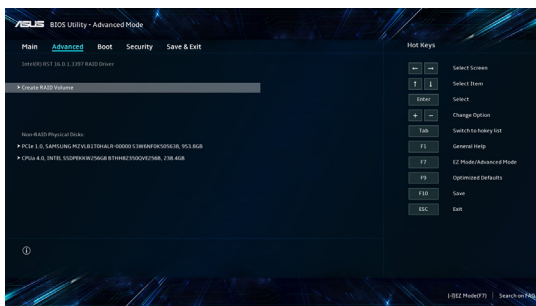 ASUS BIOS Utility - Advanced Mode
Main Advanced Boot Security Save & Exit
Hot Keys
Intel(R) RST 16.0.1.3397 RAID Driver
▶ Create RAID Volume
Non-RAID Physical Disks:
▶ PCIe 1.0, SAMSUNG MZVLB1T0HALR-00000 S3W6NF0K505638, 953.8GB
▶ CPUa 4.0, INTEL SSDPEKKW256G8 BTHH82350QVE256B, 238.4GB
← → Select Screen
↑ ↓ Select Item
Enter Select
+ − Change Option
Tab Switch to hokey list
F1 General Help
F7 EZ Mode/Advanced Mode
F9 Optimized Defaults
F10 Save
ESC Exit
[-]EZ Mode(F7) | Search on FAQ